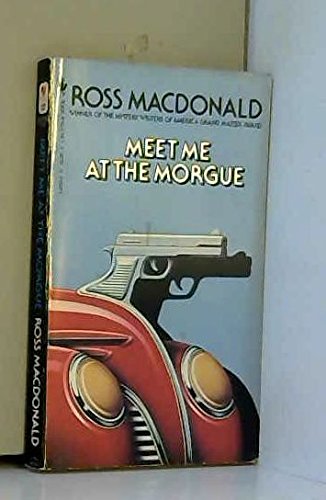 ROSS MACDONALD
WINNER OF THE MYSTERY WRITERS OF AMERICA GRAND MASTER AWARD
MEET ME
AT THE MORGUE
MEET ME AT THE MORGUE ROSS MACDONALD